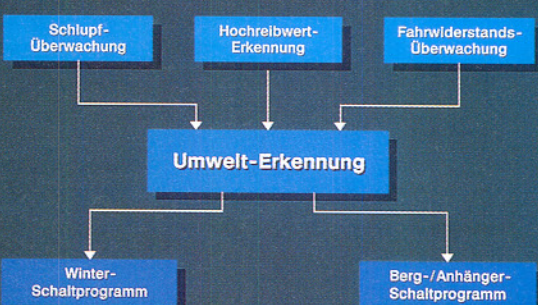 Schlupf-
Überwachung
Hochreibwert-
Erkennung
Fahrwiderstands-
Überwachung
Umwelt-Erkennung
Winter-
Schaltprogramm
Berg-/Anhänger-
Schaltprogramm